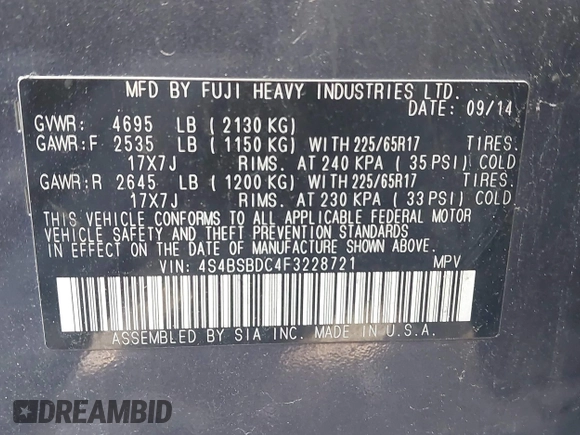 MFD BY FUJI HEAVY INDUSTRIES LTD.
DATE: 09/14
GVWR: 4695 LB (2130 KG)
GAWR:F 2535 LB (1150 KG) WITH 225/65R17 TIRES.
17X7J RIMS. AT 240 KPA (35 PSI) COLD
GAWR:R 2645 LB (1200 KG) WITH 225/65R17 TIRES.
17X7J RIMS. AT 230 KPA (33 PSI) COLD
THIS VEHICLE CONFORMS TO ALL APPLICABLE FEDERAL MOTOR
VEHICLE SAFETY AND THEFT PREVENTION STANDARDS
IN EFFECT ON THE DATE OF MANUFACTURE SHOWN ABOVE.
VIN: 4S4BSBDC4F3228721 MPV
ASSEMBLED BY SIA INC. MADE IN U.S.A.
DREAMBID